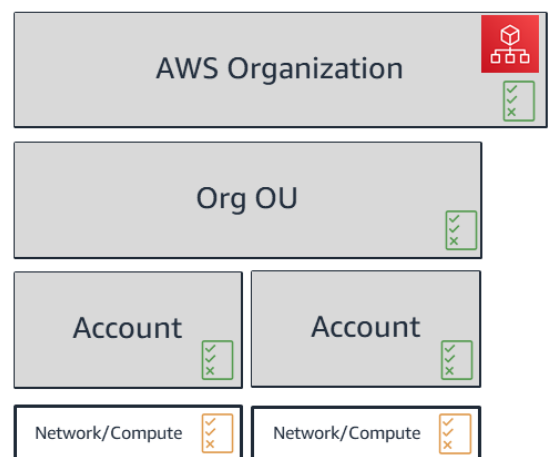 AWS Organization
Org OU
Account
Account
Network/Compute
Network/Compute